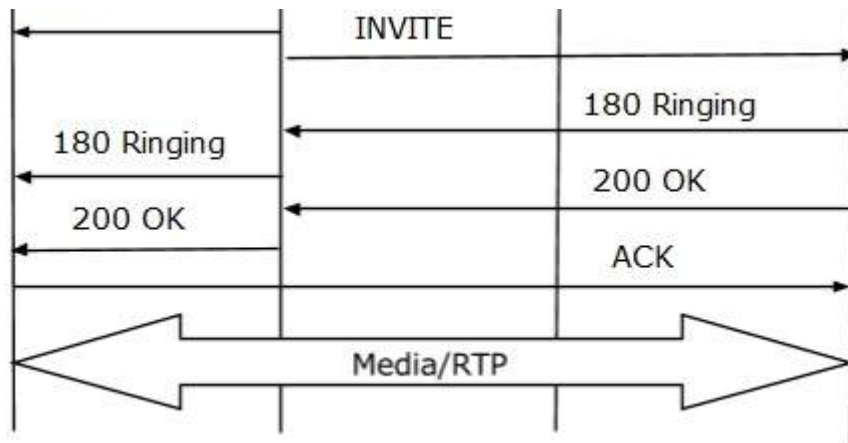 INVITE
180 Ringing
180 Ringing
200 OK
200 OK
ACK
Media/RTP